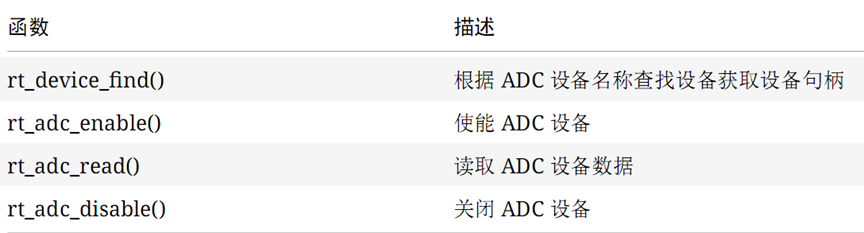 函数 描述
rt_device_find() 根据 ADC 设备名称查找设备获取设备句柄
rt_adc_enable() 使能 ADC 设备
rt_adc_read() 读取 ADC 设备数据
rt_adc_disable() 关闭 ADC 设备